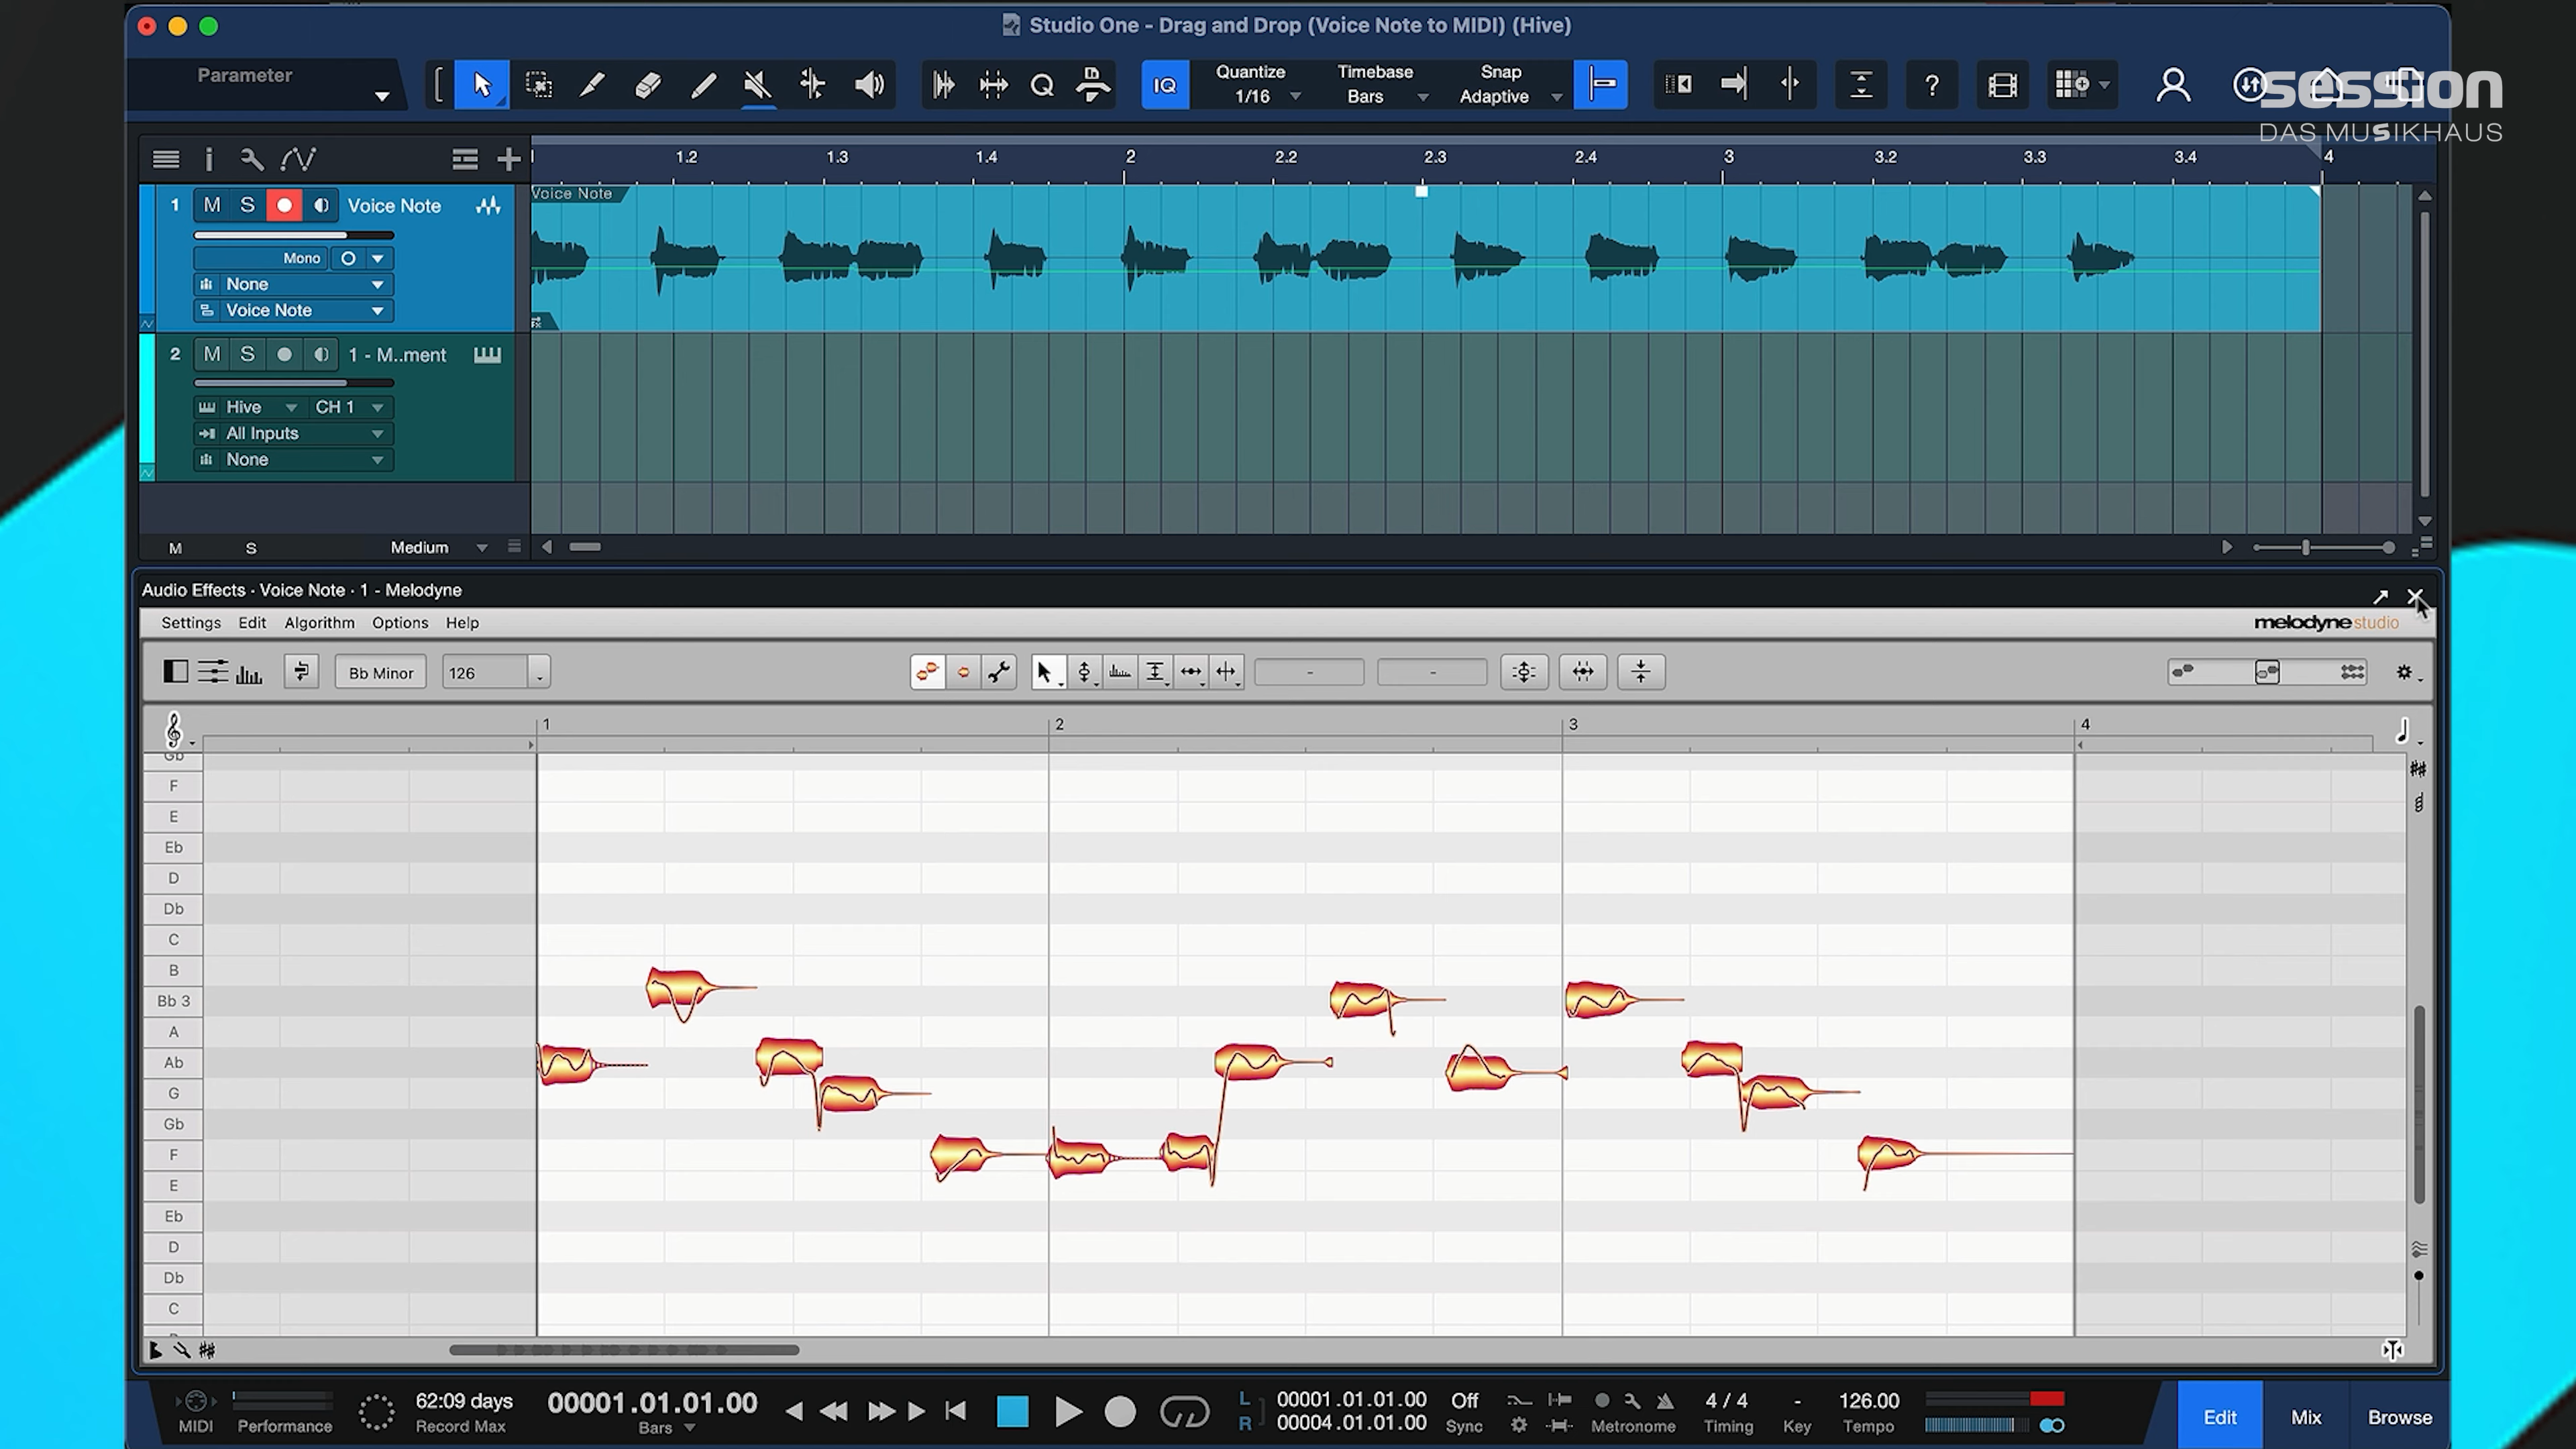 Studio One - Drag and Drop (Voice Note to MIDI) (Hive)
Parameter
IQ
Quantize
1/16
Timebase
Bars
Snap
Adaptive
?
session
DAS MUSIKHAUS
1.2 1.3 1.4 2 2.2 2.3 2.4 3 3.2 3.3 3.4 4
Voice Note
1 M S Voice Note
Mono
None
Voice Note
2 M S 1 - M..ment
Hive CH 1
All Inputs
None
M S Medium
Audio Effects · Voice Note · 1 - Melodyne
Settings Edit Algorithm Options Help
melodyne studio
Bb Minor 126 - -
1 2 3 4
Gb
F
E
Eb
D
Db
C
B
Bb 3
A
Ab
G
Gb
F
E
Eb
D
Db
C
MIDI
Performance
62:09 days
Record Max
00001.01.01.00
Bars
L 00001.01.01.00
R 00004.01.01.00
Off
Sync
Metronome
4 / 4
Timing
-
Key
126.00
Tempo
Edit Mix Browse